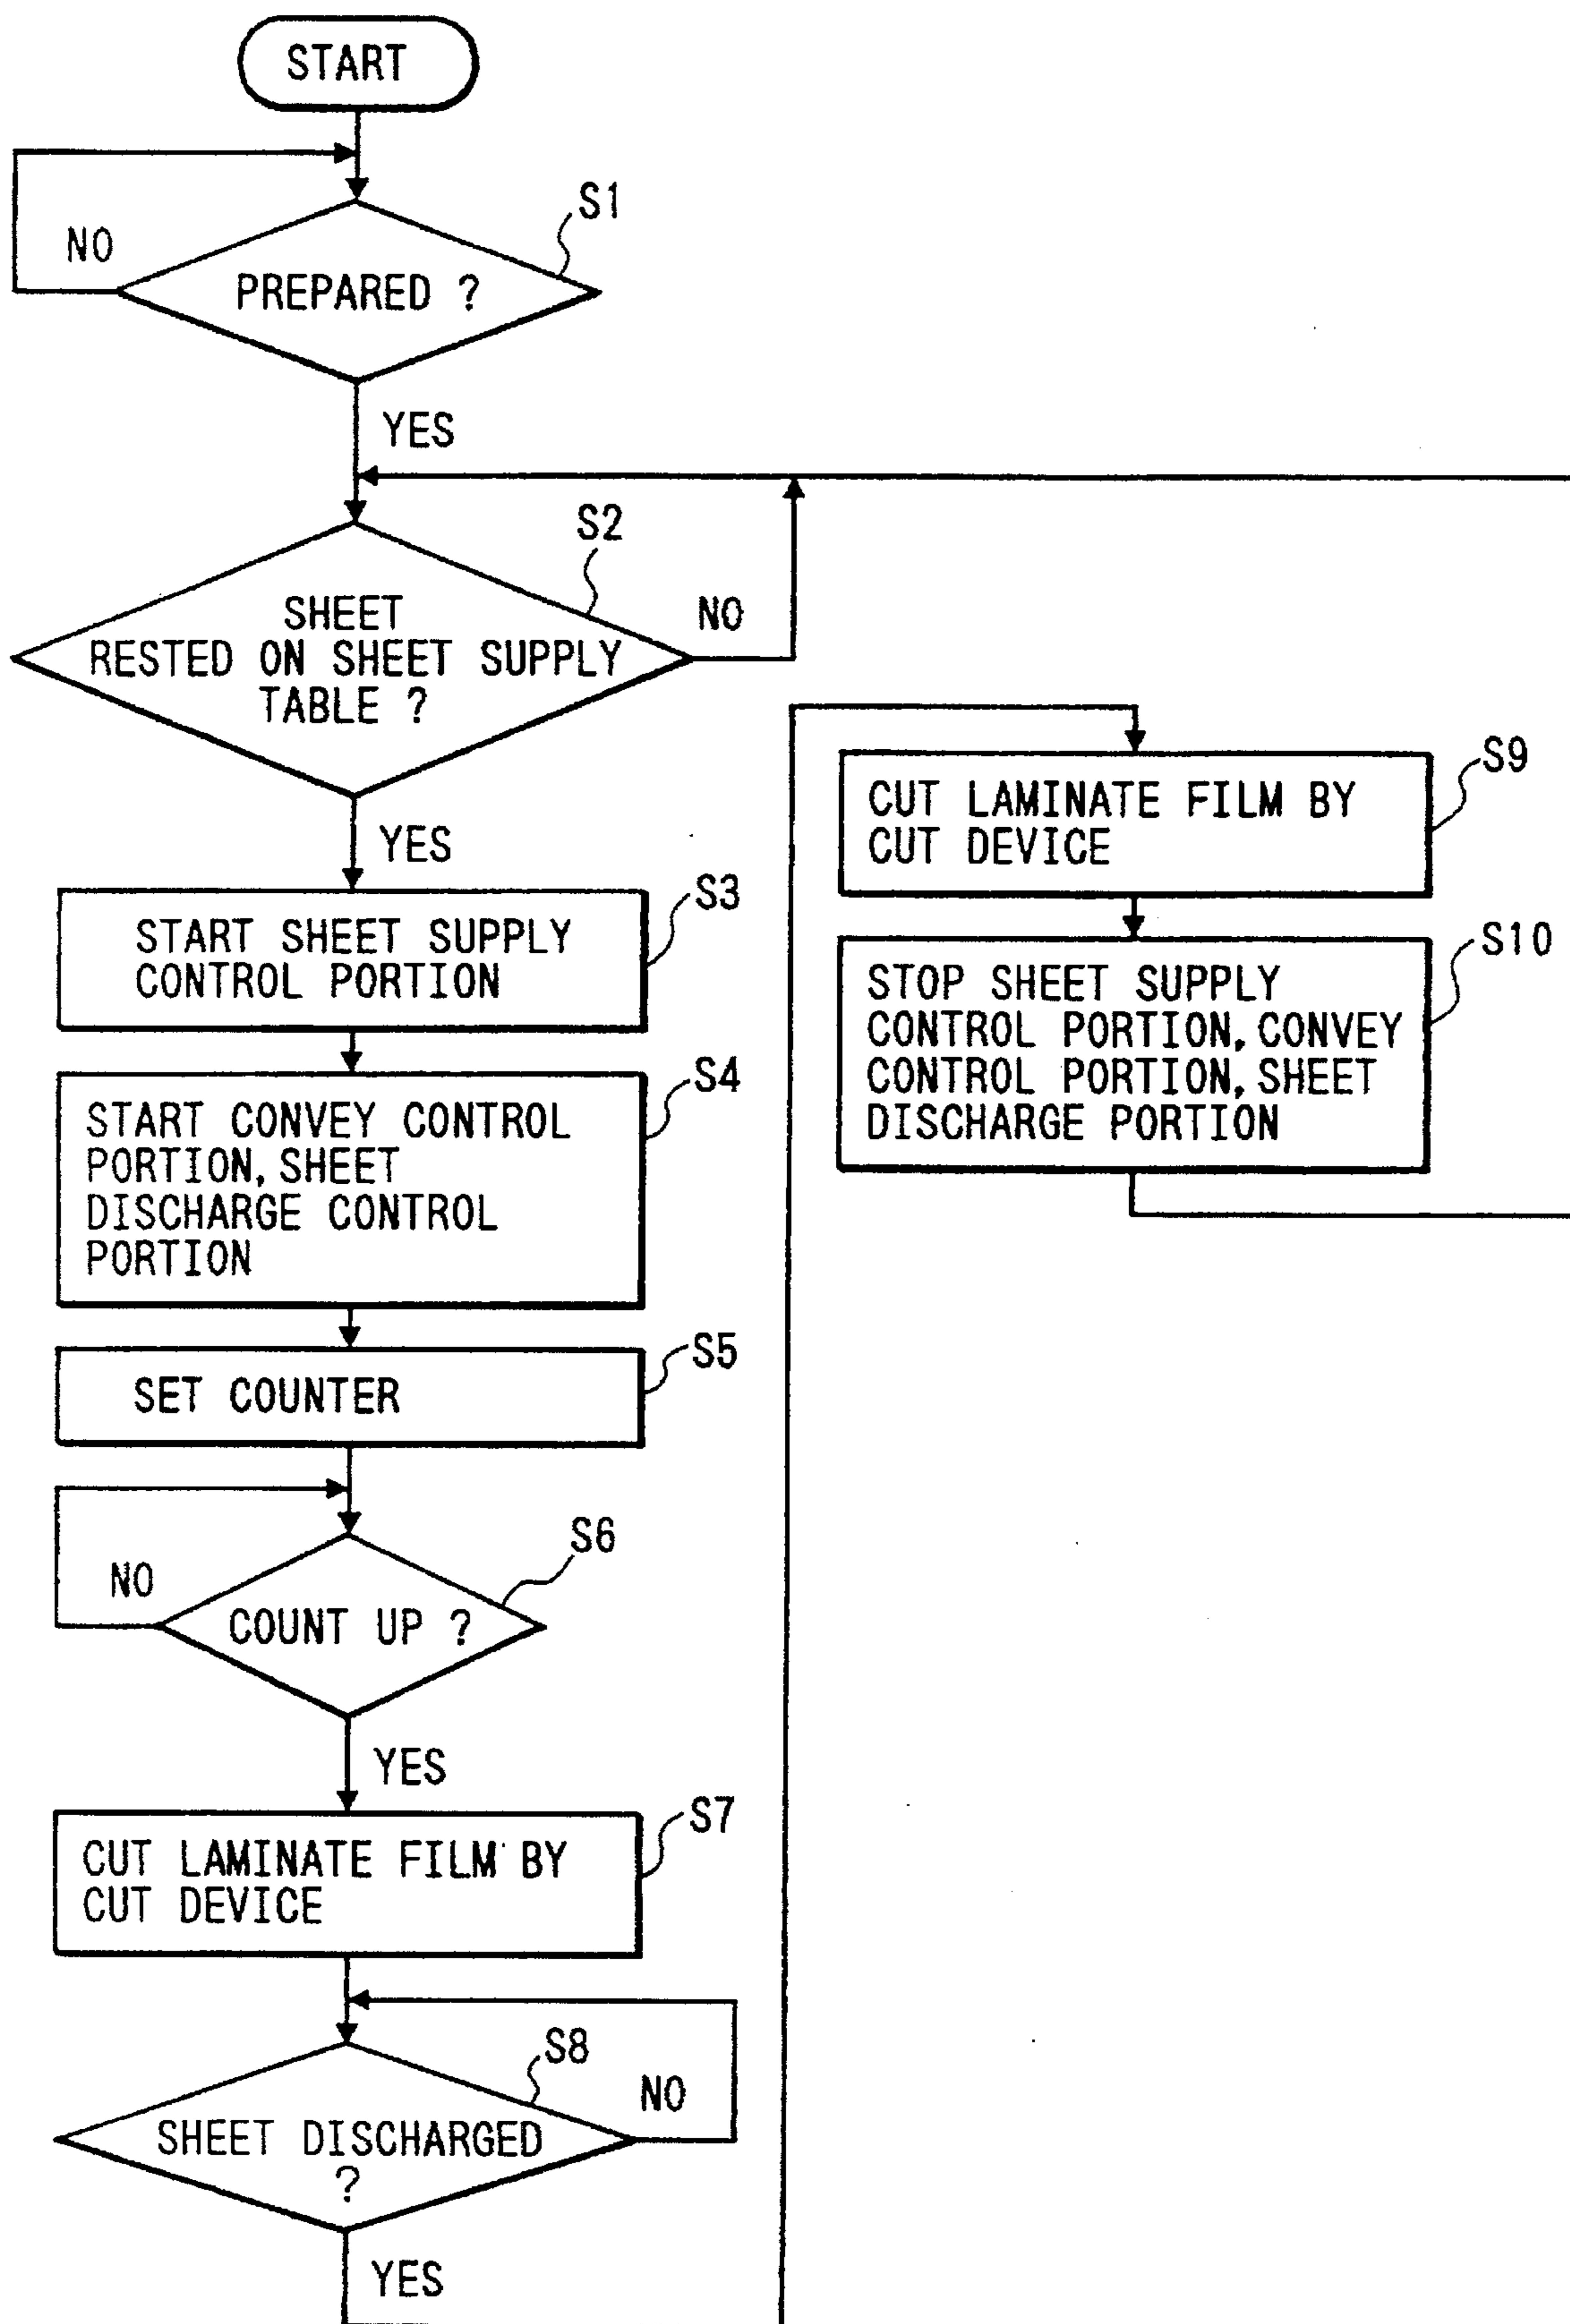 START
S1
NO
PREPARED ?
YES
S2
SHEET
NO
RESTED ON SHEET SUPPLY
TABLE ?
YES
S3
START SHEET SUPPLY
CONTROL PORTION
S4
START CONVEY CONTROL
PORTION, SHEET
DISCHARGE CONTROL
PORTION
S5
SET COUNTER
S6
NO
COUNT UP ?
YES
S7
CUT LAMINATE FILM BY
CUT DEVICE
S8
NO
SHEET DISCHARGED
?
YES
S9
CUT LAMINATE FILM BY
CUT DEVICE
S10
STOP SHEET SUPPLY
CONTROL PORTION, CONVEY
CONTROL PORTION, SHEET
DISCHARGE PORTION